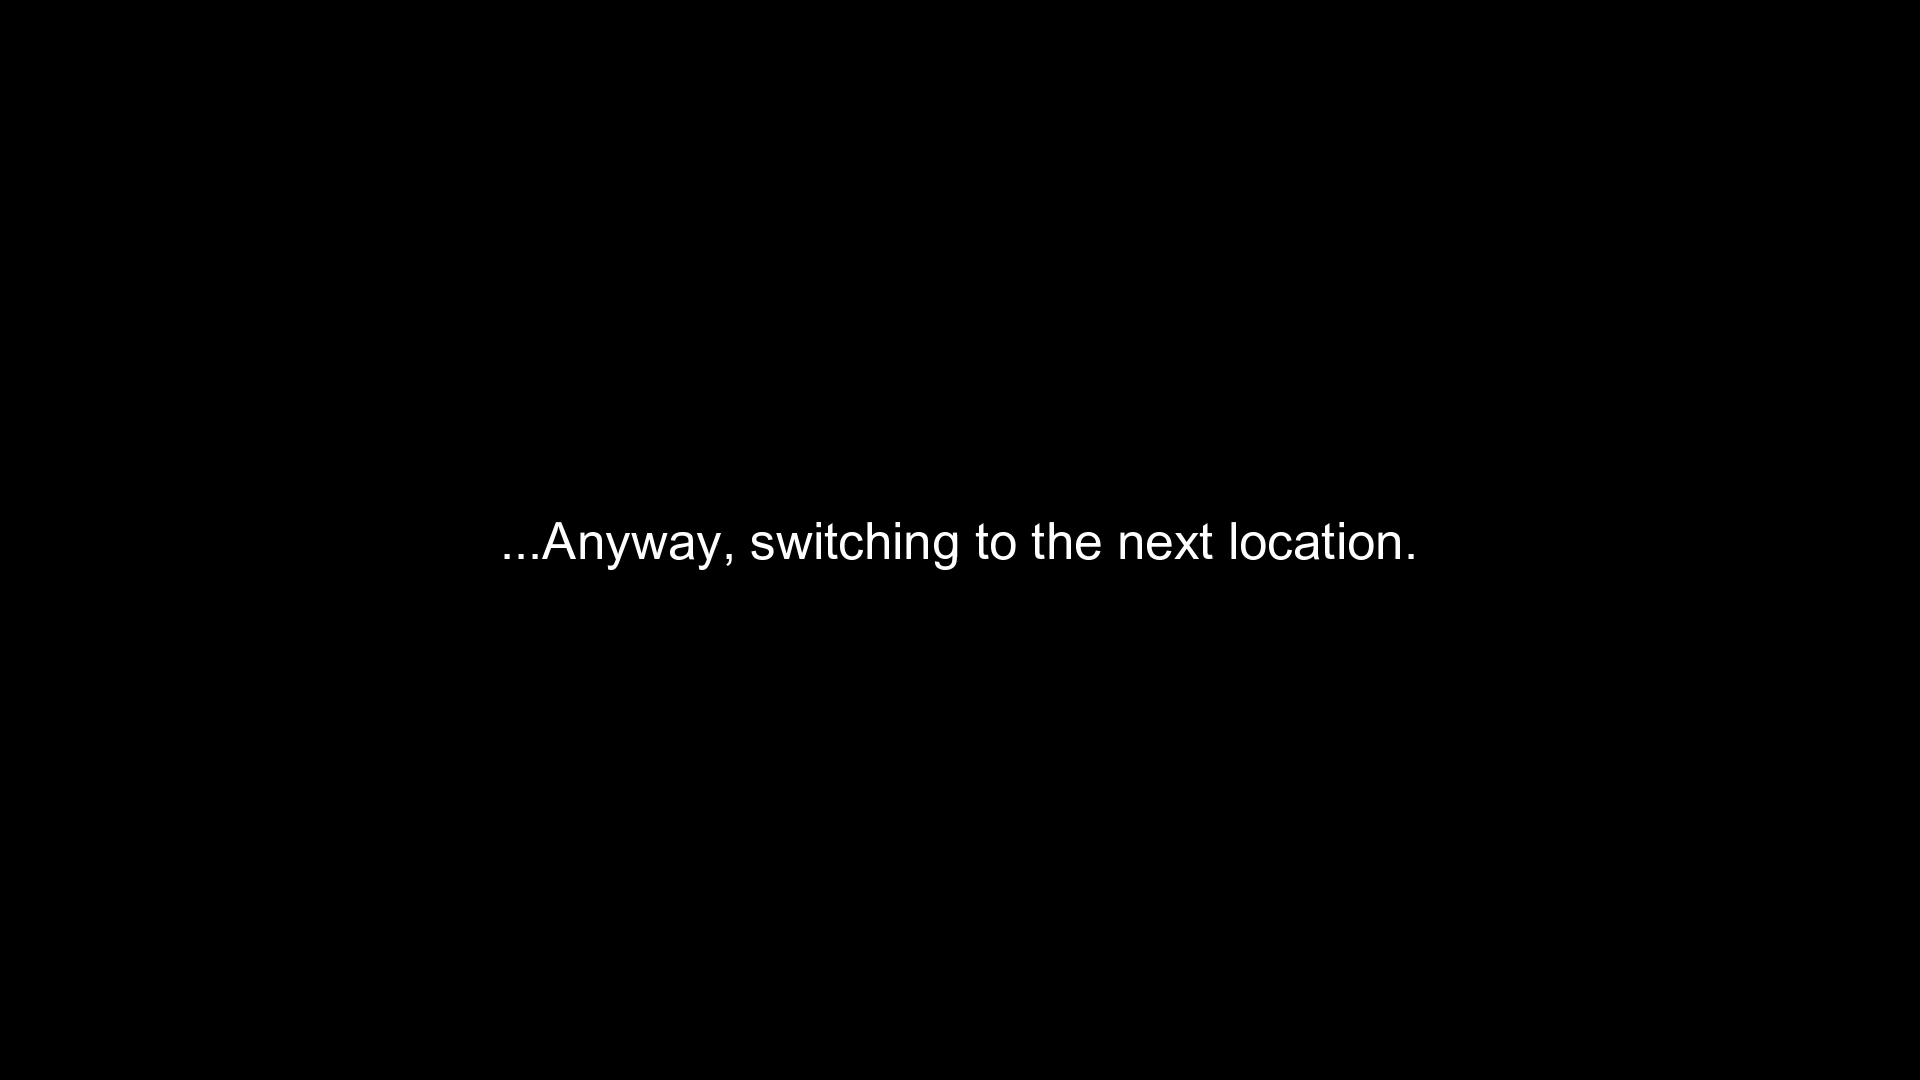 ...Anyway, switching to the next location.